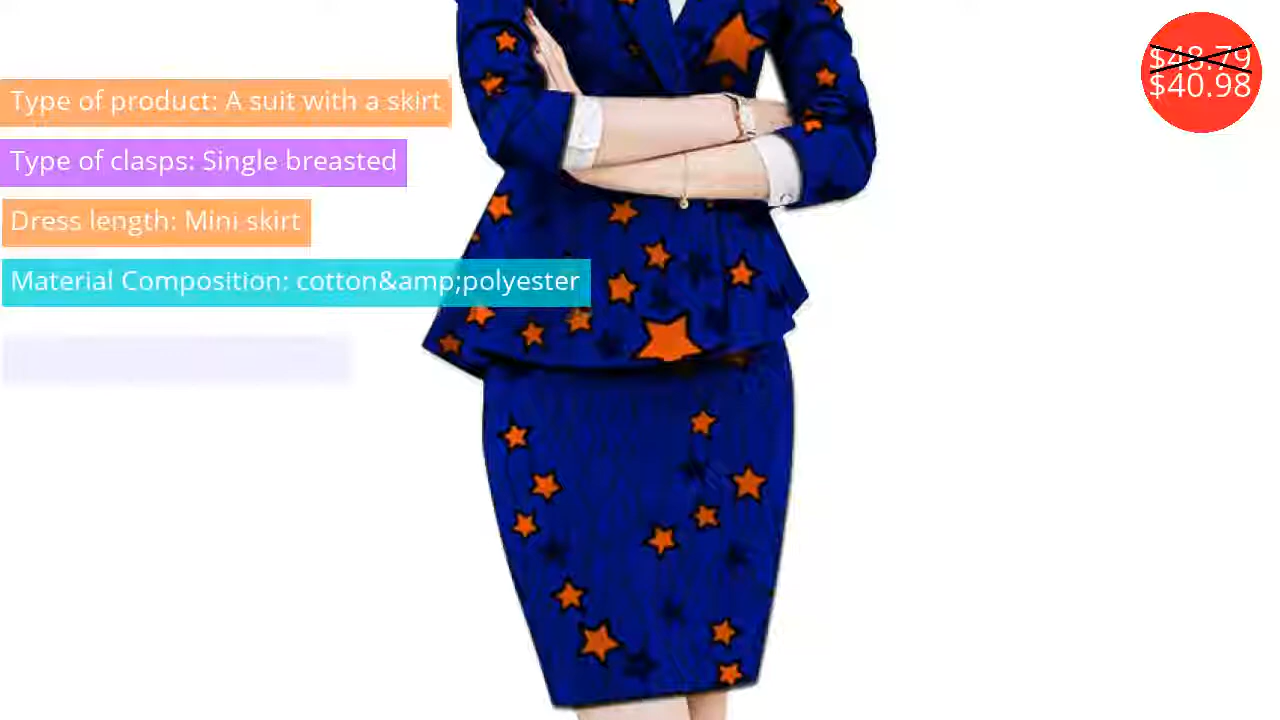 Type of product: A suit with a skirt
Type of clasps: Single breasted
Dress length: Mini skirt
Material Composition: cotton&amp;polyester
$48.79
$40.98